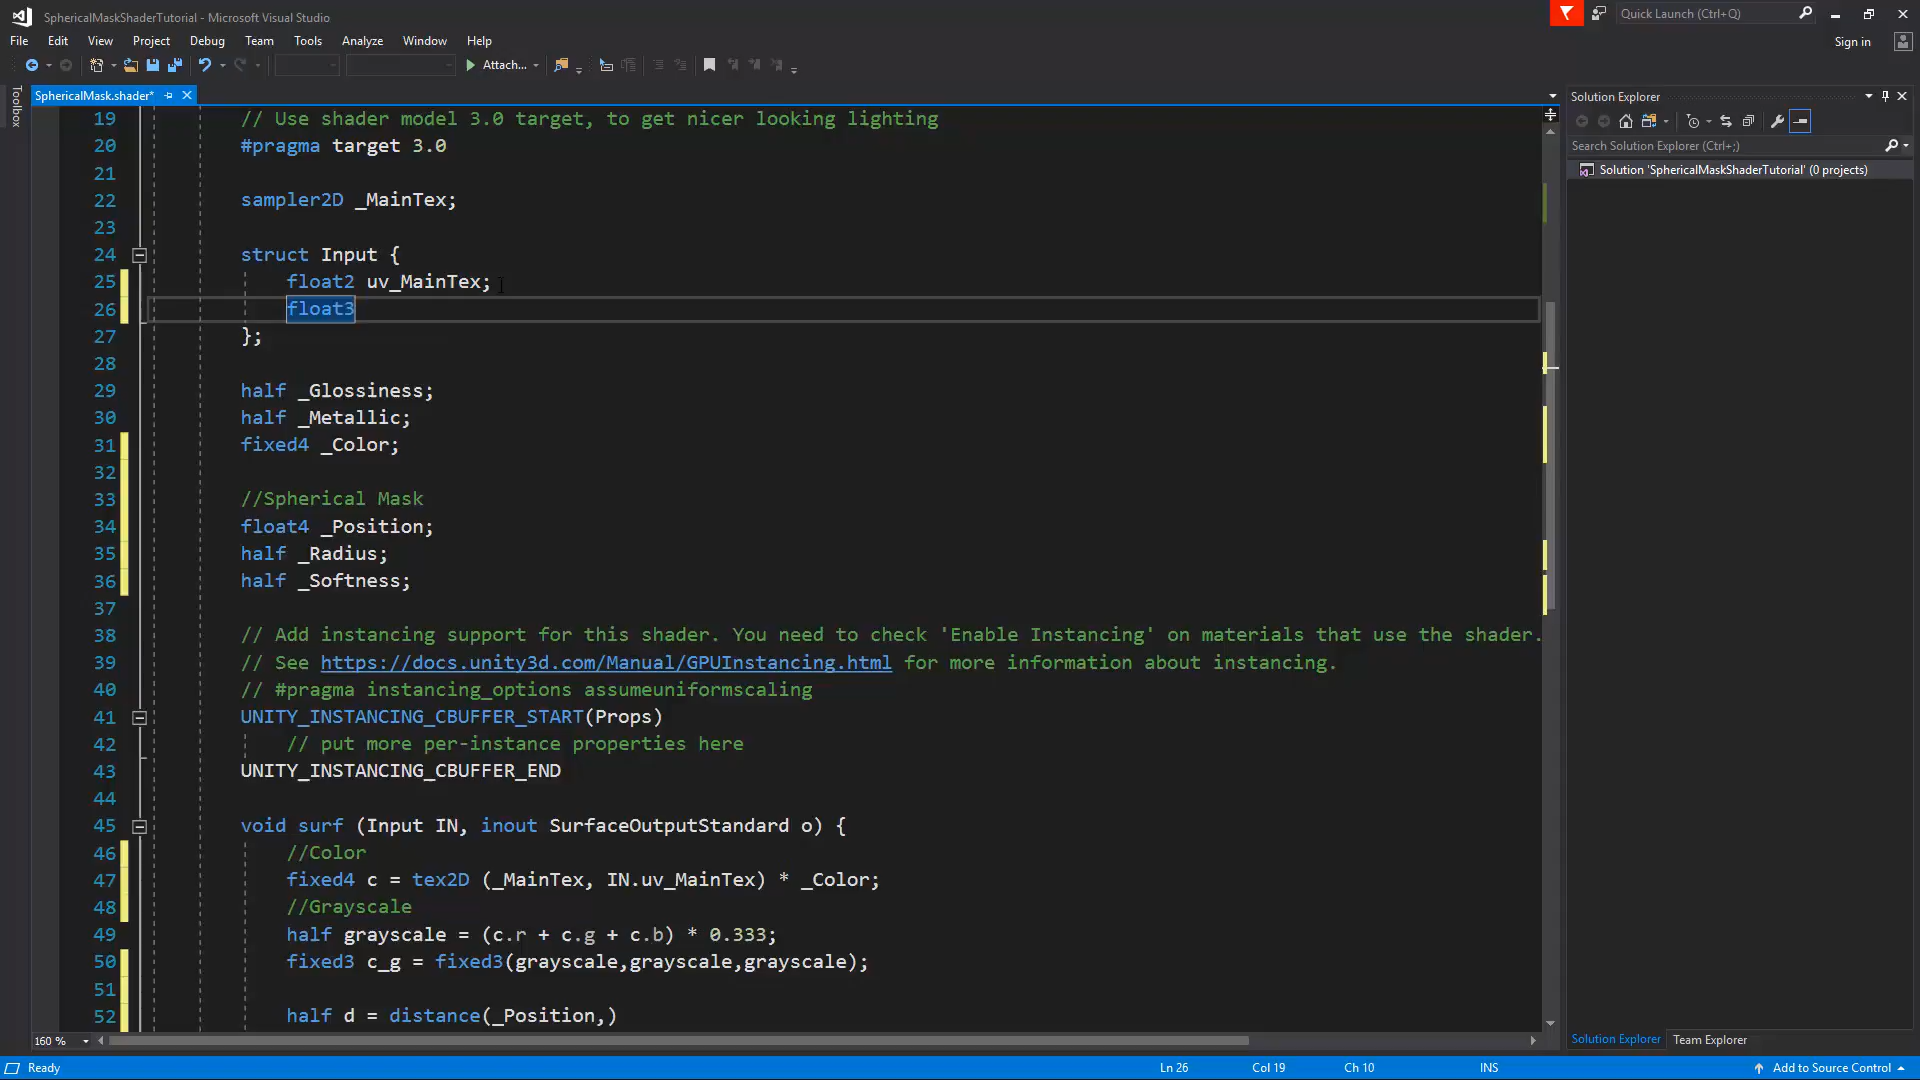 SphericalMaskShaderTutorial - Microsoft Visual Studio
Quick Launch (Ctrl+Q)
File Edit View Project Debug Team Tools Analyze Window Help
Sign in
Attach...
Toolbox
SphericalMask.shader*
19 // Use shader model 3.0 target, to get nicer looking lighting
20 #pragma target 3.0
21
22 sampler2D _MainTex;
23
24 struct Input {
25 float2 uv_MainTex;
26 float3
27 };
28
29 half _Glossiness;
30 half _Metallic;
31 fixed4 _Color;
32
33 //Spherical Mask
34 float4 _Position;
35 half _Radius;
36 half _Softness;
37
38 // Add instancing support for this shader. You need to check 'Enable Instancing' on materials that use the shader.
39 // See https://docs.unity3d.com/Manual/GPUInstancing.html for more information about instancing.
40 // #pragma instancing_options assumeuniformscaling
41 UNITY_INSTANCING_CBUFFER_START(Props)
42 // put more per-instance properties here
43 UNITY_INSTANCING_CBUFFER_END
44
45 void surf (Input IN, inout SurfaceOutputStandard o) {
46 //Color
47 fixed4 c = tex2D (_MainTex, IN.uv_MainTex) * _Color;
48 //Grayscale
49 half grayscale = (c.r + c.g + c.b) * 0.333;
50 fixed3 c_g = fixed3(grayscale,grayscale,grayscale);
51
52 half d = distance(_Position,)
160 %
Solution Explorer
Search Solution Explorer (Ctrl+;)
Solution 'SphericalMaskShaderTutorial' (0 projects)
Solution Explorer Team Explorer
Ready
Ln 26 Col 19 Ch 10 INS
Add to Source Control